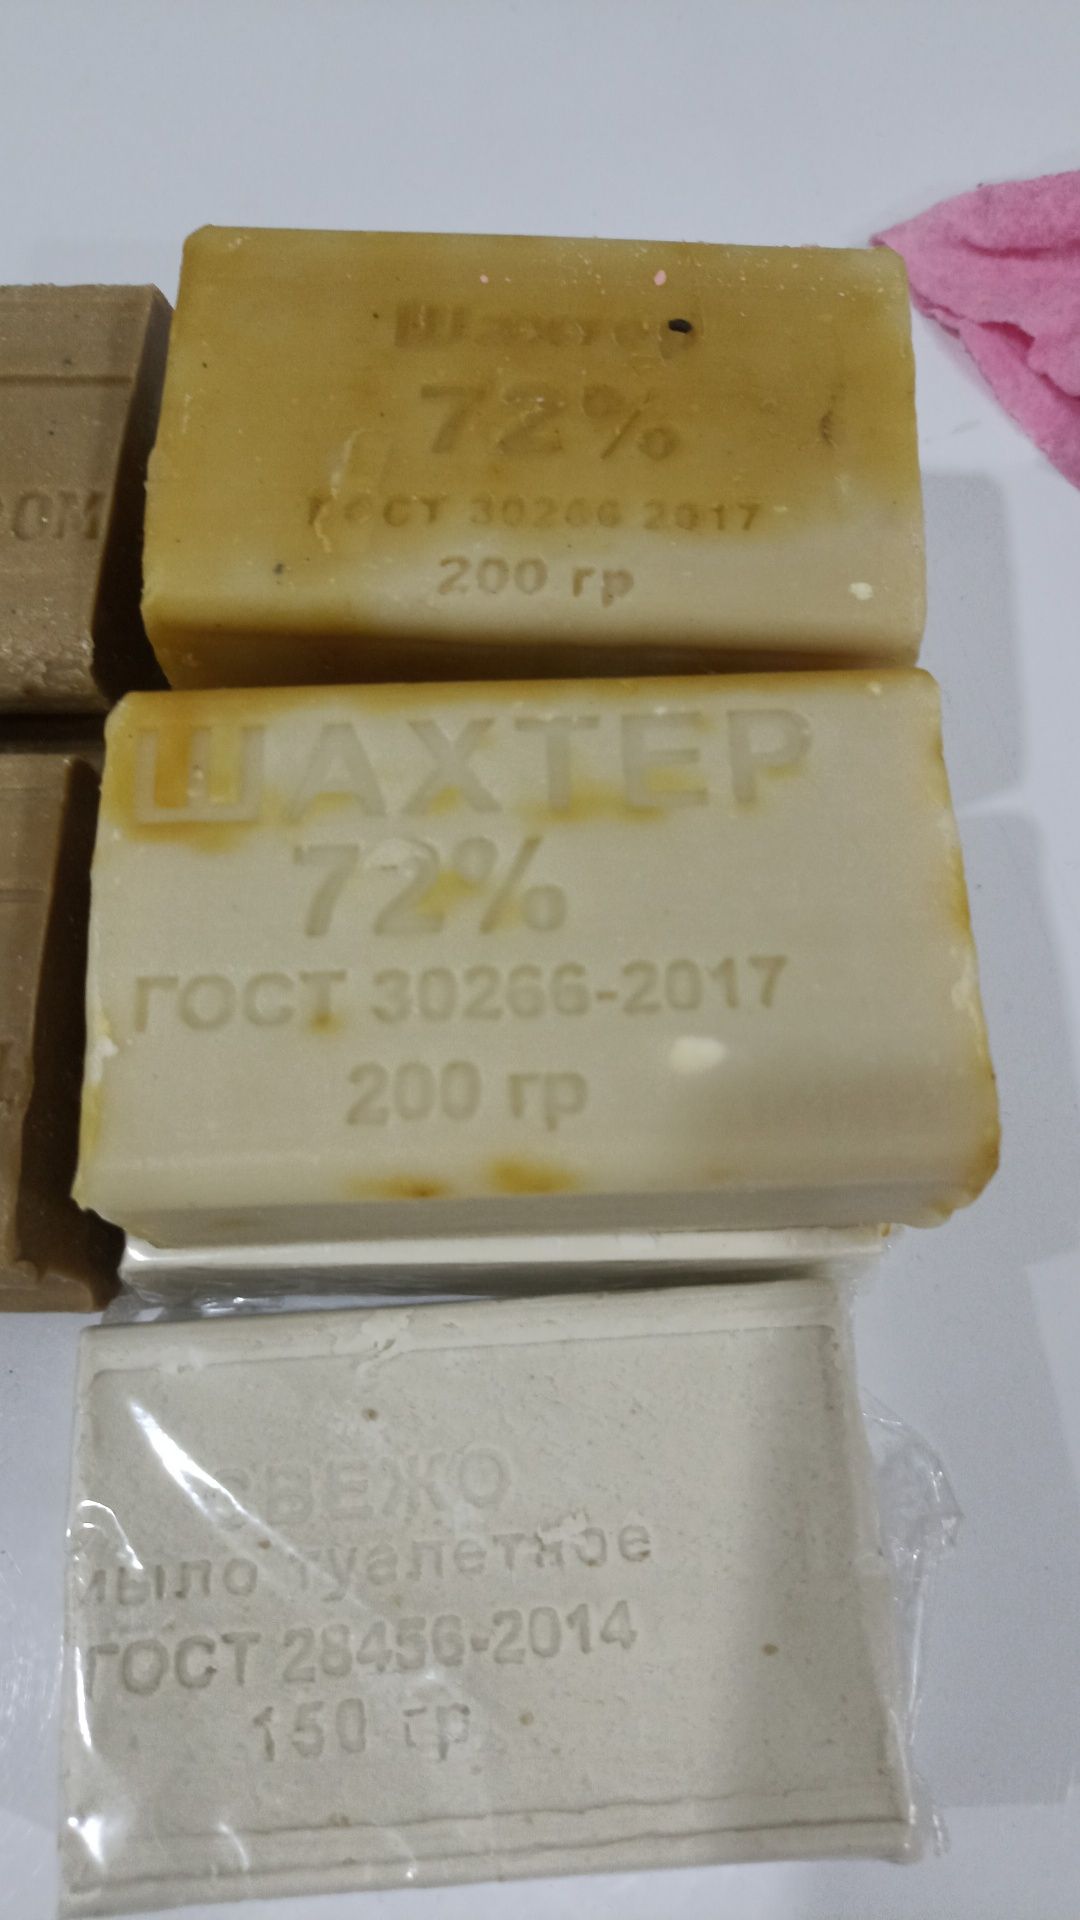 Шахтер
72%
ГОСТ 30266 2017
200 гр
ШАХТЕР
72%
ГОСТ 30266-2017
200 гр
СВЕЖО
мыло туалетное
ГОСТ 28456-2014
150 гр